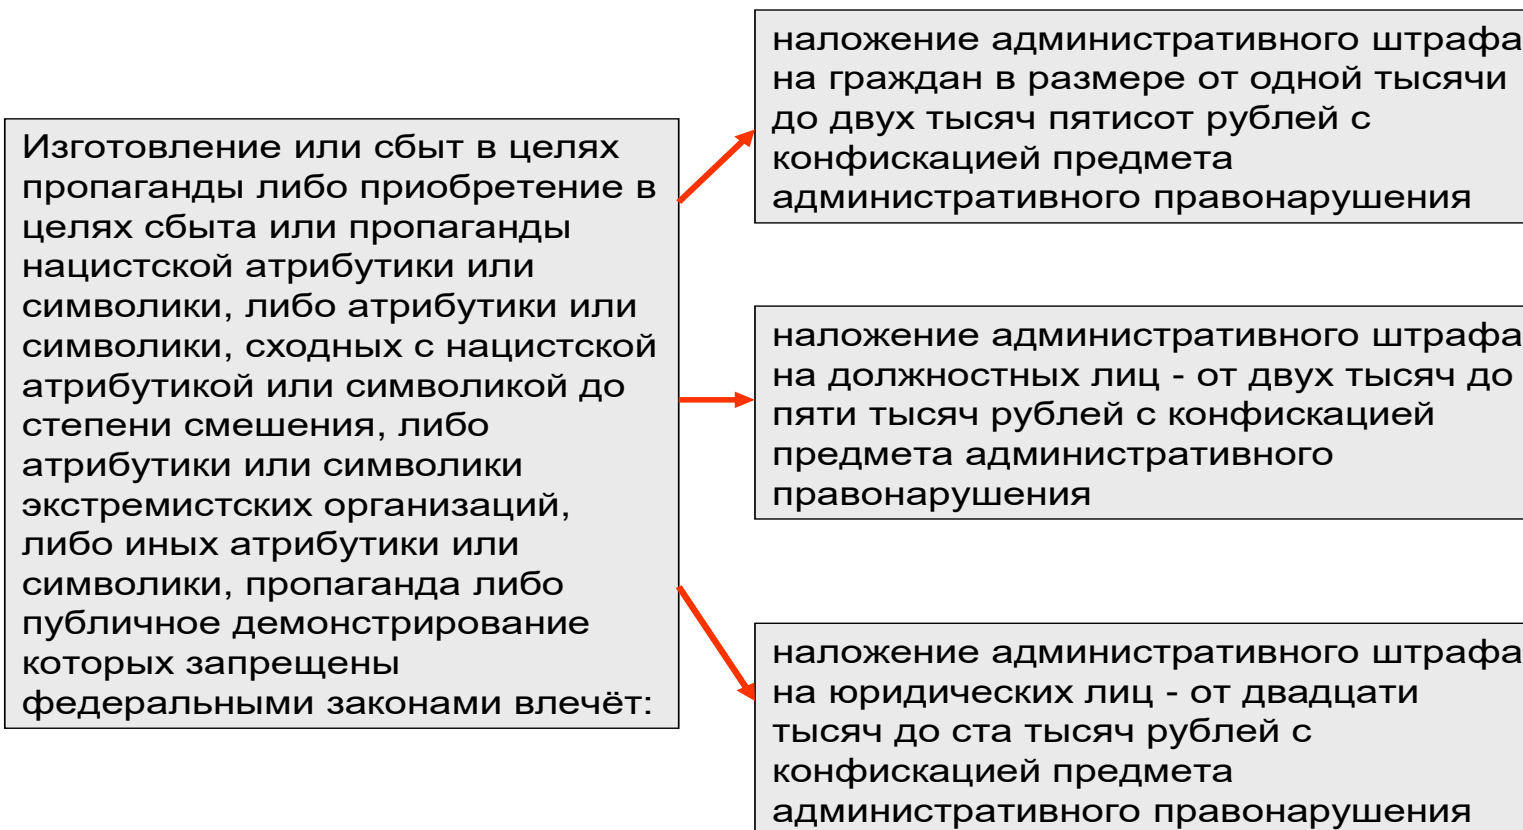 Изготовление или сбыт в целях
пропаганды либо приобретение в
целях сбыта или пропаганды
нацистской атрибутики или
символики, либо атрибутики или
символики, сходных с нацистской
атрибутикой или символикой до
степени смешения, либо
атрибутики или символики
экстремистских организаций,
либо иных атрибутики или
символики, пропаганда либо
публичное демонстрирование
которых запрещены
федеральными законами влечёт:
наложение административного штрафа
на граждан в размере от одной тысячи
до двух тысяч пятисот рублей с
конфискацией предмета
административного правонарушения
наложение административного штрафа
на должностных лиц - от двух тысяч до
пяти тысяч рублей с конфискацией
предмета административного
правонарушения
наложение административного штрафа
на юридических лиц - от двадцати
тысяч до ста тысяч рублей с
конфискацией предмета
административного правонарушения